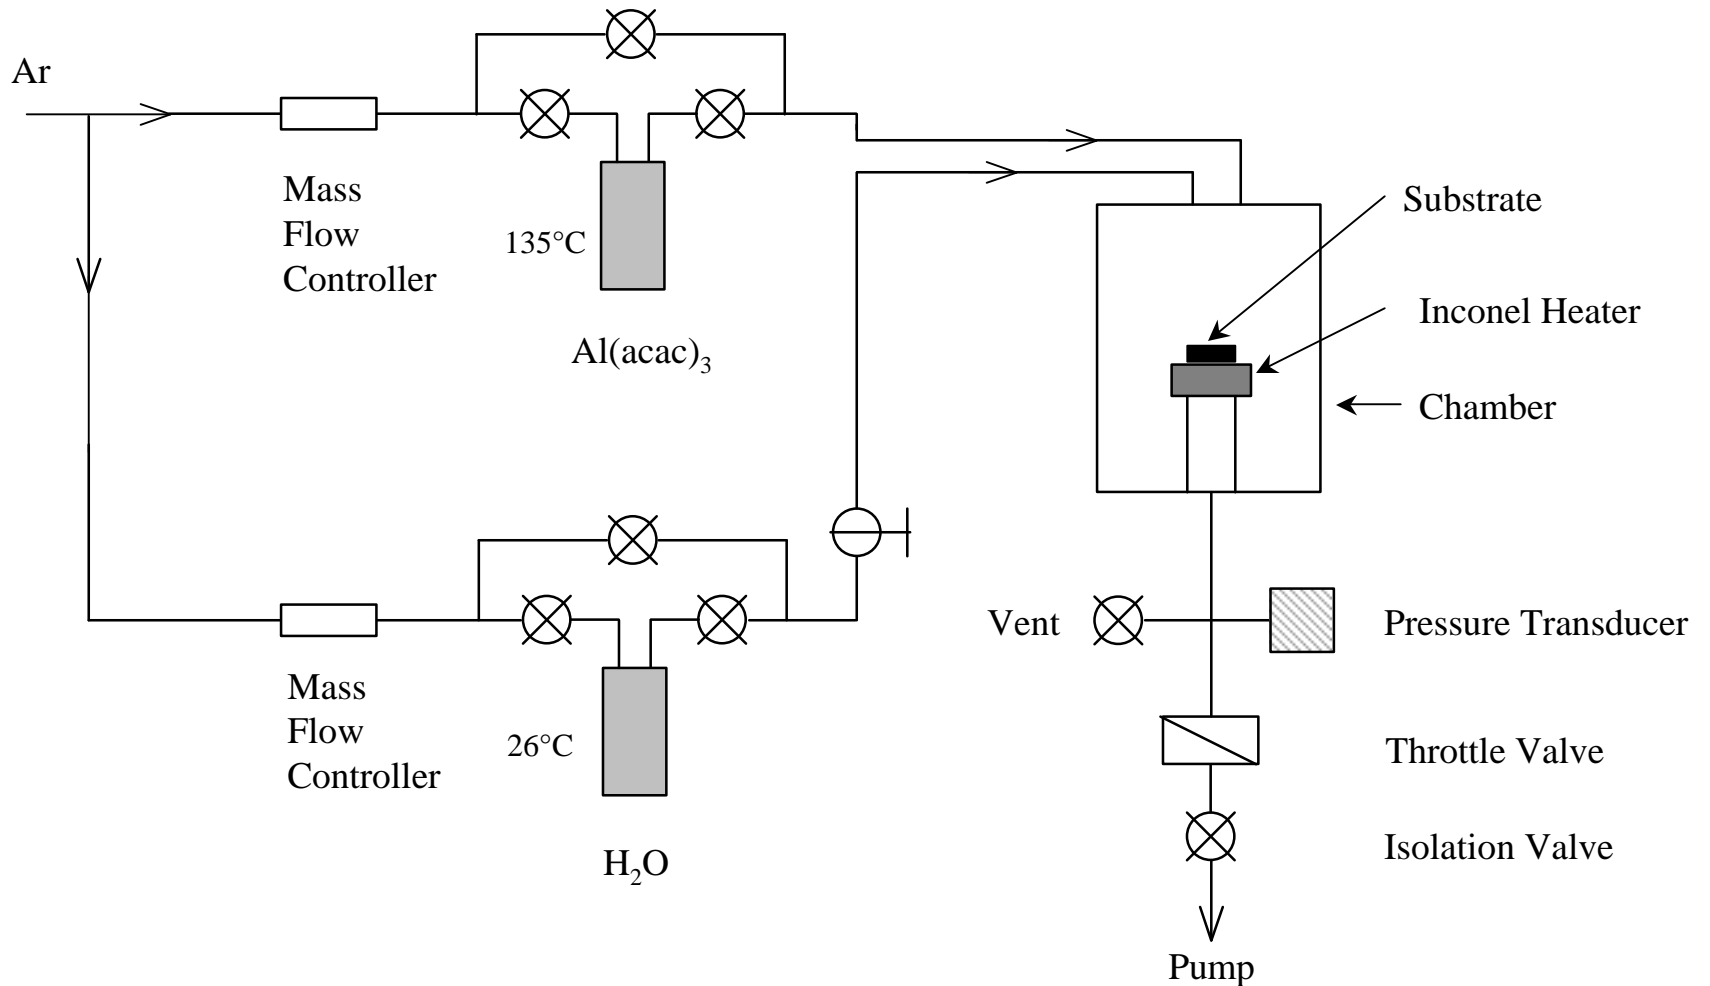 Ar
Mass
Flow
Controller
135°C
Al(acac)₃
Substrate
Inconel Heater
Chamber
Vent
Pressure Transducer
Mass
Flow
Controller
26°C
H₂O
Throttle Valve
Isolation Valve
Pump